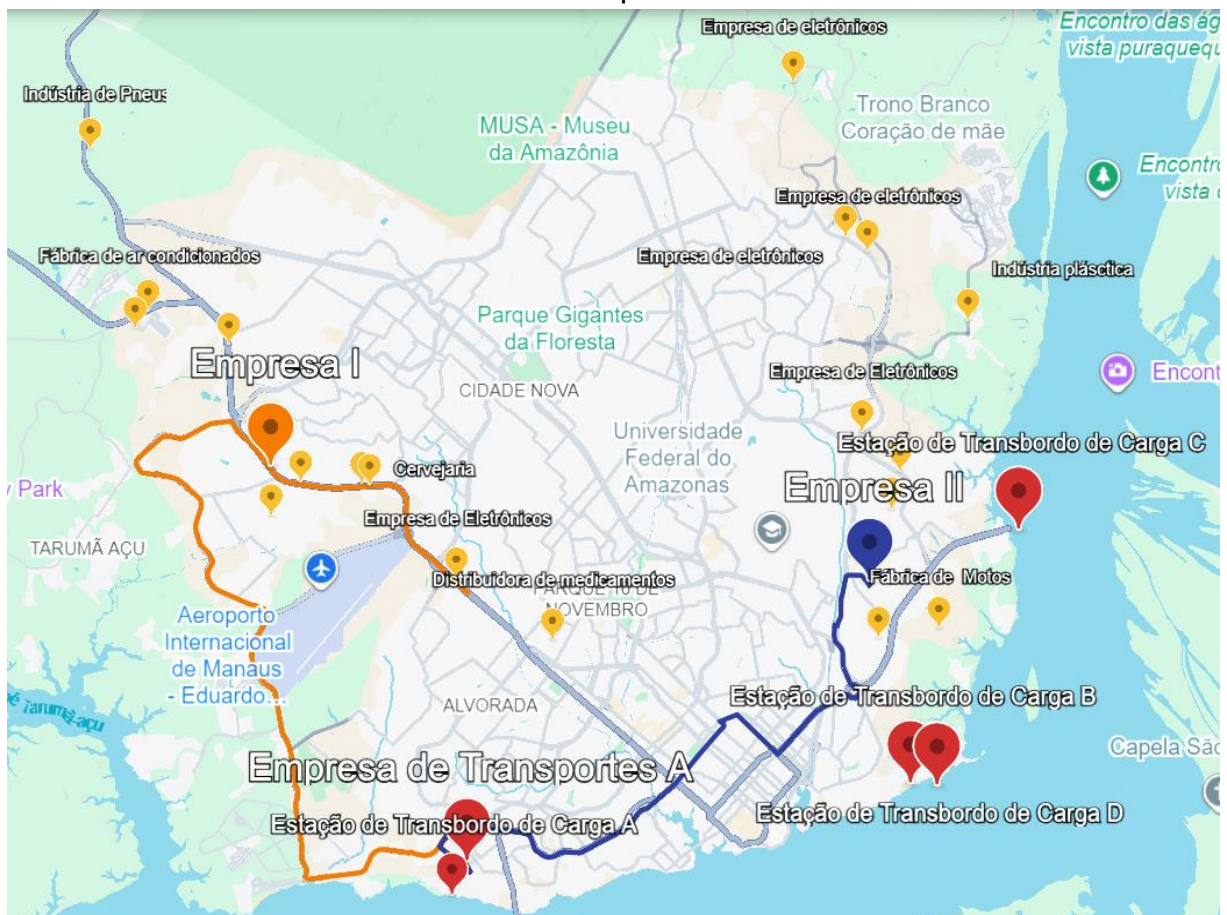 Empresa de eletrônicos
Encontro das ág
vista puraquequ
Indústria de Pneus
Trono Branco
Coração de mãe
MUSA - Museu
da Amazônia
Encontro
vista
Empresa de eletrônicos
Fábrica de ar condicionados
Empresa de eletrônicos
Indústria plásctica
Parque Gigantes
da Floresta
Empresa I
CIDADE NOVA
Empresa de Eletrônicos
Encont
Universidade
Federal do
Amazonas
Estação de Transbordo de Carga C
Cervejaria
y Park
Empresa II
Empresa de Eletrônicos
TARUMÃ AÇU
Distribuidora de medicamentos
Fábrica de Motos
PARQUE 10 DE
NOVEMBRO
Aeroporto
Internacional
de Manaus
- Eduardo...
ALVORADA
Estação de Transbordo de Carga B
Tarumã-açu
Capela São
Empresa de Transportes A
Estação de Transbordo de Carga A
Estação de Transbordo de Carga D